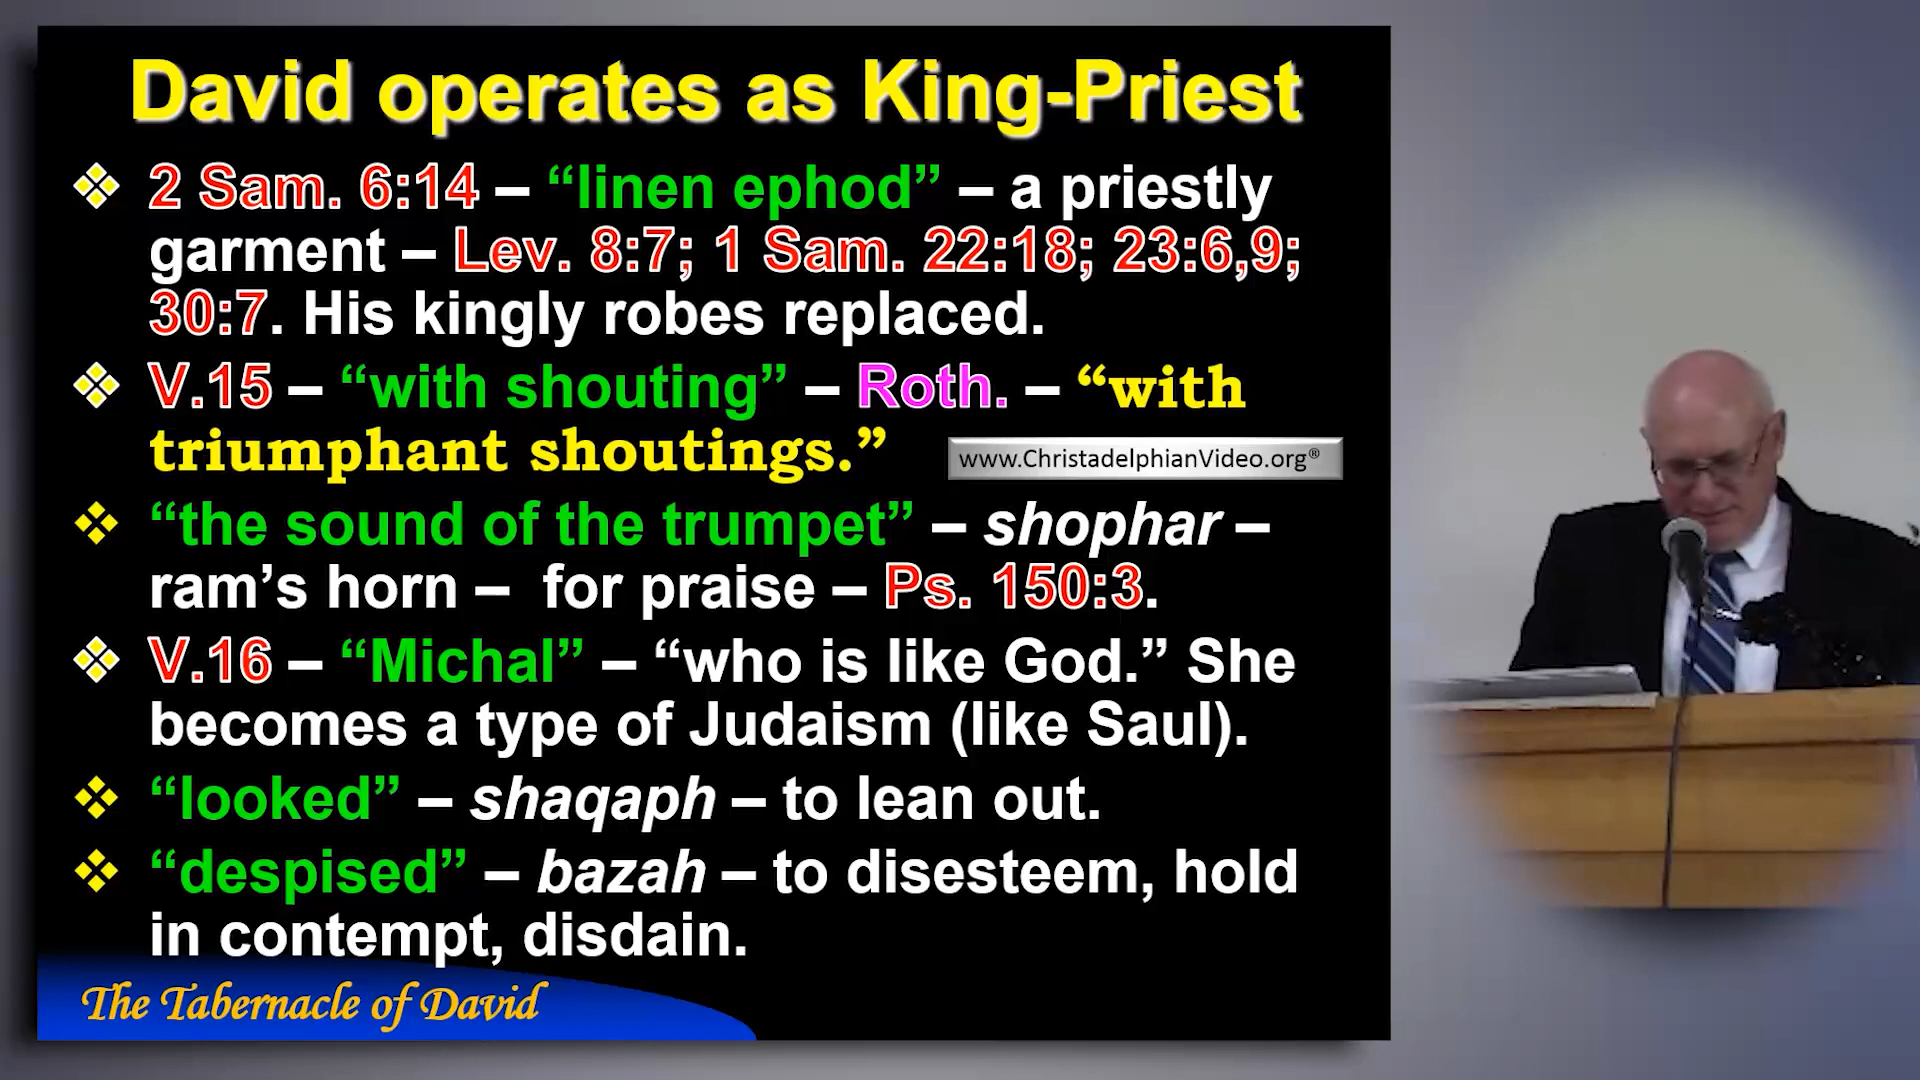 David operates as King-Priest
❖ 2 Sam. 6:14 – “linen ephod” – a priestly
garment – Lev. 8:7; 1 Sam. 22:18; 23:6,9;
30:7. His kingly robes replaced.
❖ V.15 – “with shouting” – Roth. – “with
triumphant shoutings.”
www.ChristadelphianVideo.org®
❖ “the sound of the trumpet” – shophar –
ram’s horn – for praise – Ps. 150:3.
❖ V.16 – “Michal” – “who is like God.” She
becomes a type of Judaism (like Saul).
❖ “looked” – shaqaph – to lean out.
❖ “despised” – bazah – to disesteem, hold
in contempt, disdain.
The Tabernacle of David